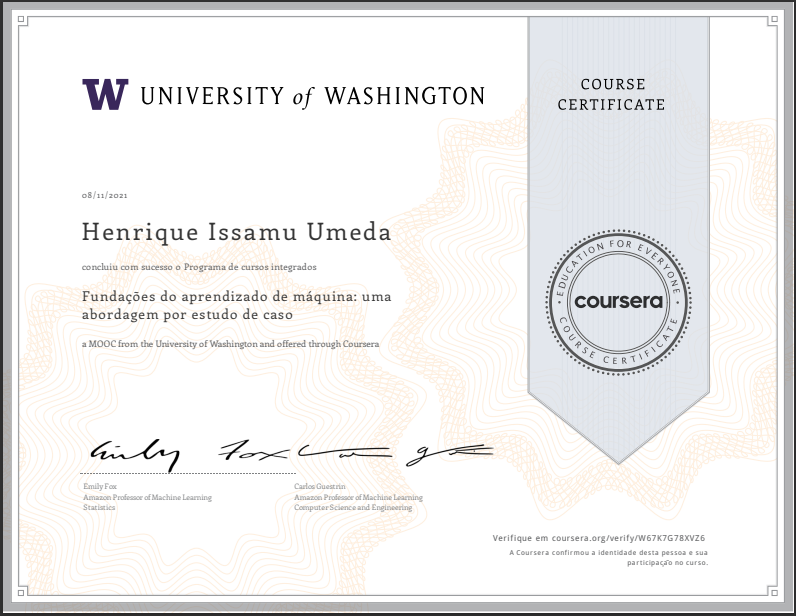 W UNIVERSITY of WASHINGTON
COURSE
CERTIFICATE
08/11/2021
Henrique Issamu Umeda
concluiu com sucesso o Programa de cursos integrados
Fundações do aprendizado de máquina: uma
abordagem por estudo de caso
a MOOC from the University of Washington and offered through Coursera
EDUCATION FOR EVERYONE
coursera
COURSE CERTIFICATE
Emily Fox Carlos Guestrin
Amazon Professor of Machine Learning Amazon Professor of Machine Learning
Statistics Computer Science and Engineering
Verifique em coursera.org/verify/W67K7G78XVZ6
A Coursera confirmou a identidade desta pessoa e sua
participação no curso.